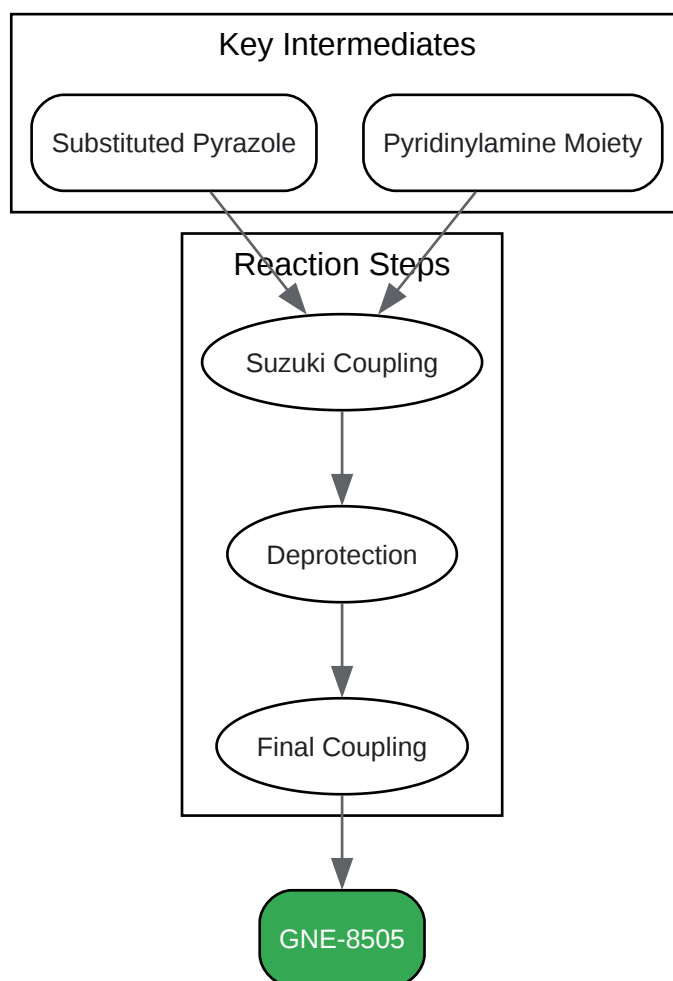 Key Intermediates
Substituted Pyrazole
Pyridinylamine Moiety
Reaction Steps
Suzuki Coupling
Deprotection
Final Coupling
GNE-8505